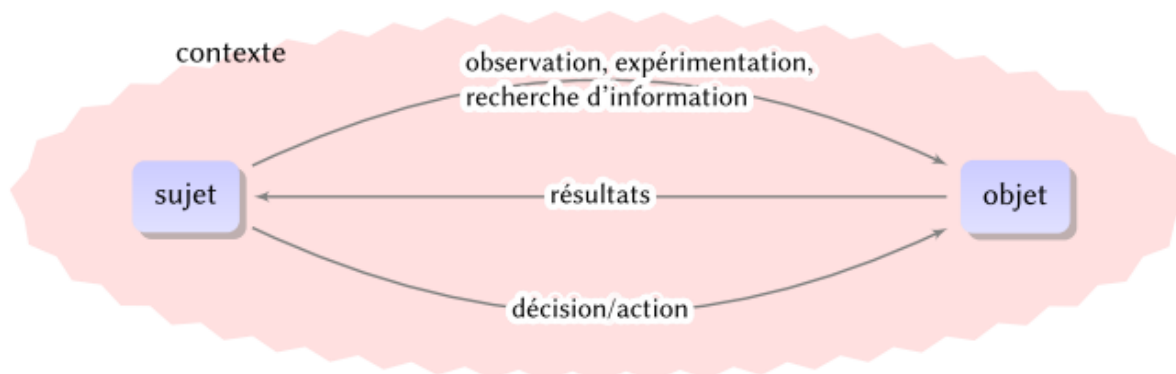 contexte
observation, expérimentation,
recherche d'information
sujet
résultats
objet
décision/action